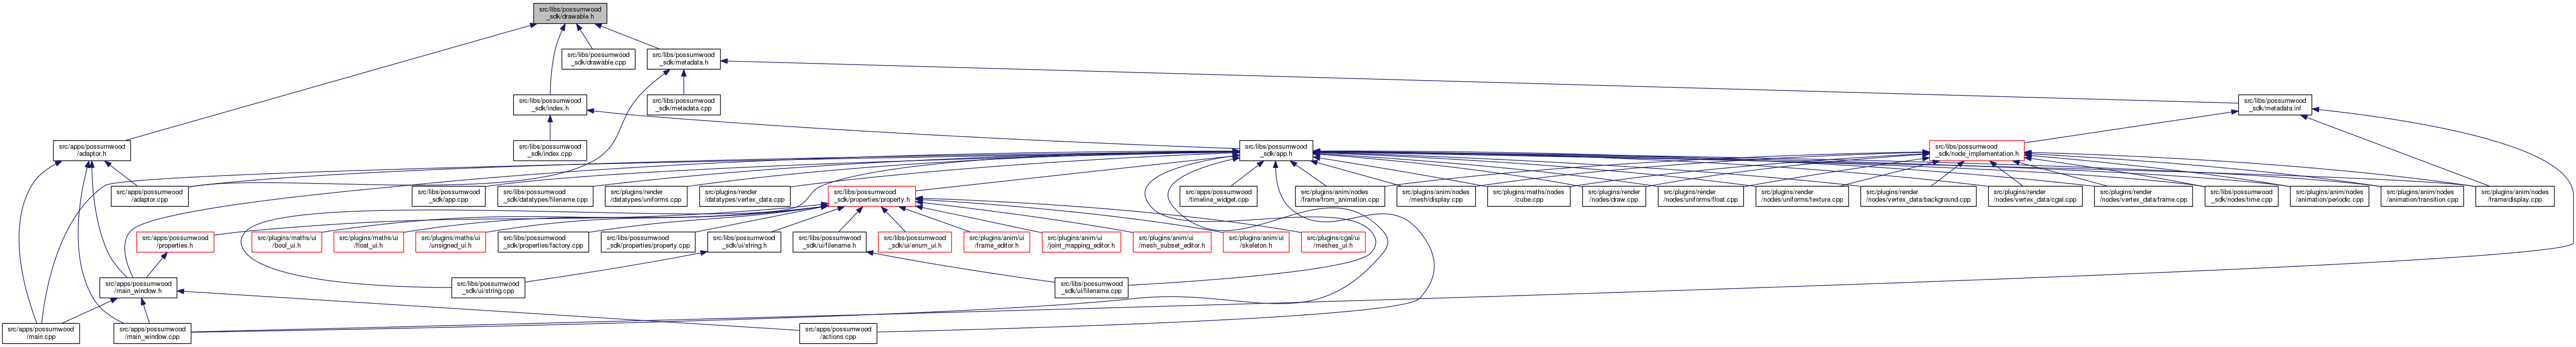 src/libs/possumwood
_sdk/drawable.h
src/libs/possumwood
_sdk/drawable.cpp
src/libs/possumwood
_sdk/metadata.h
src/libs/possumwood
_sdk/index.h
src/libs/possumwood
_sdk/metadata.cpp
src/libs/possumwood
_sdk/metadata.inl
src/apps/possumwood
/adaptor.h
src/libs/possumwood
_sdk/index.cpp
src/libs/possumwood
_sdk/app.h
src/libs/possumwood
_sdk/node_implementation.h
src/apps/possumwood
/adaptor.cpp
src/libs/possumwood
_sdk/app.cpp
src/libs/possumwood
_sdk/datatypes/filename.cpp
src/plugins/render
/datatypes/uniforms.cpp
src/plugins/render
/datatypes/vertex_data.cpp
src/libs/possumwood
_sdk/properties/property.h
src/apps/possumwood
/timeline_widget.cpp
src/plugins/anim/nodes
/frame/from_animation.cpp
src/plugins/anim/nodes
/mesh/display.cpp
src/plugins/maths/nodes
/cube.cpp
src/plugins/render
/nodes/draw.cpp
src/plugins/render
/nodes/uniforms/float.cpp
src/plugins/render
/nodes/uniforms/texture.cpp
src/plugins/render
/nodes/vertex_data/background.cpp
src/plugins/render
/nodes/vertex_data/cgal.cpp
src/plugins/render
/nodes/vertex_data/frame.cpp
src/libs/possumwood
_sdk/nodes/time.cpp
src/plugins/anim/nodes
/animation/periodic.cpp
src/plugins/anim/nodes
/animation/transition.cpp
src/plugins/anim/nodes
/frame/display.cpp
src/apps/possumwood
/properties.h
src/plugins/maths/ui
/bool_ui.h
src/plugins/maths/ui
/float_ui.h
src/plugins/maths/ui
/unsigned_ui.h
src/libs/possumwood
_sdk/properties/factory.cpp
src/libs/possumwood
_sdk/properties/property.cpp
src/libs/possumwood
_sdk/ui/string.h
src/libs/possumwood
_sdk/ui/filename.h
src/libs/possumwood
_sdk/ui/enum_ui.h
src/plugins/anim/ui
/frame_editor.h
src/plugins/anim/ui
/joint_mapping_editor.h
src/plugins/anim/ui
/mesh_subset_editor.h
src/plugins/anim/ui
/skeleton.h
src/plugins/cgal/ui
/meshes_ui.h
src/apps/possumwood
/main_window.h
src/libs/possumwood
_sdk/ui/string.cpp
src/libs/possumwood
_sdk/ui/filename.cpp
src/apps/possumwood
/main.cpp
src/apps/possumwood
/main_window.cpp
src/apps/possumwood
/actions.cpp